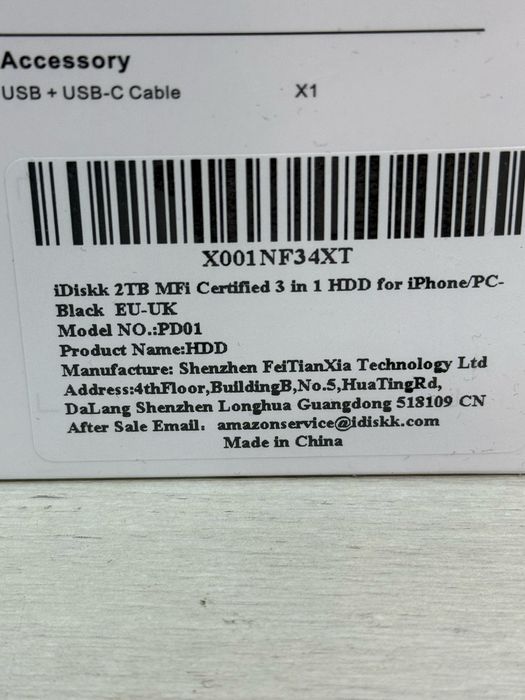 Accessory
USB + USB-C Cable X1
X001NF34XT
iDiskk 2TB MFi Certified 3 in 1 HDD for iPhone/PC-
Black EU-UK
Model NO.:PD01
Product Name:HDD
Manufacture: Shenzhen FeiTianXia Technology Ltd
Address:4thFloor,BuildingB,No.5,HuaTingRd,
DaLang Shenzhen Longhua Guangdong 518109 CN
After Sale Email: amazonservice@idiskk.com
Made in China